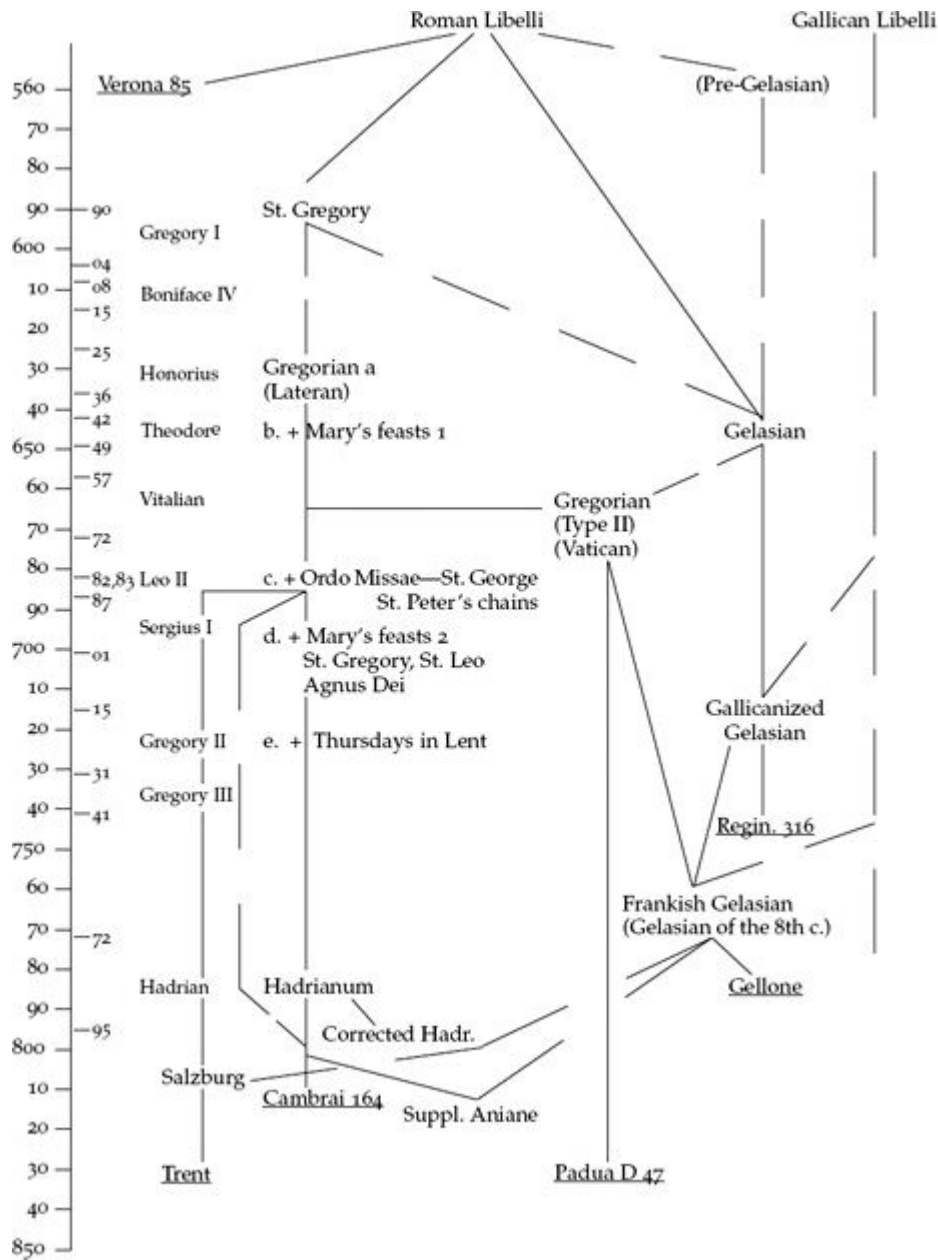 Roman Libelli
Gallican Libelli
Verona 85
(Pre-Gelasian)
560
70
80
90
600
10
20
30
40
650
60
70
80
90
700
10
20
30
40
750
60
70
80
90
800
10
20
30
40
850
90
04
08
15
25
36
42
49
57
72
82,83
87
01
15
31
41
72
95
Gregory I
Boniface IV
Honorius
Theodore
Vitalian
Leo II
Sergius I
Gregory II
Gregory III
Hadrian
St. Gregory
Gregorian a
(Lateran)
b. + Mary's feasts 1
c. + Ordo Missae—St. George
St. Peter's chains
d. + Mary's feasts 2
St. Gregory, St. Leo
Agnus Dei
e. + Thursdays in Lent
Gelasian
Gregorian
(Type II)
(Vatican)
Gallicanized
Gelasian
Regin. 316
Frankish Gelasian
(Gelasian of the 8th c.)
Gellone
Hadrianum
Corrected Hadr.
Salzburg
Cambrai 164
Suppl. Aniane
Trent
Padua D 47